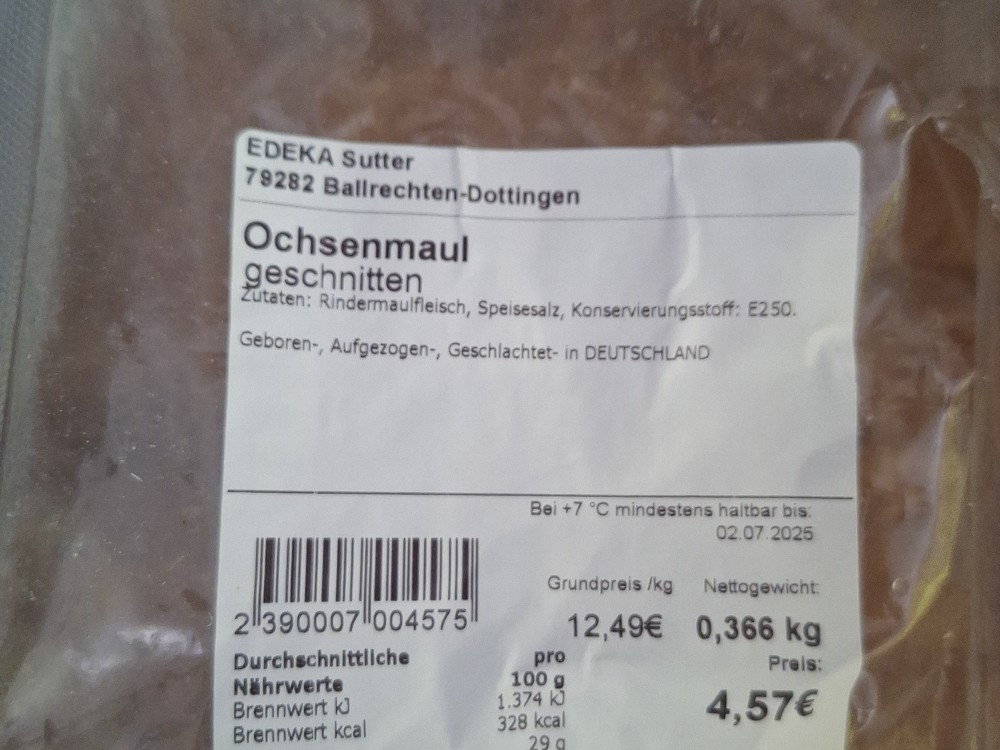 EDEKA Sutter
79282 Ballrechten-Dottingen
Ochsenmaul
geschnitten
Zutaten: Rindermaulfleisch, Speisesalz, Konservierungsstoff: E250.
Geboren-, Aufgezogen-, Geschlachtet- in DEUTSCHLAND
Bei +7 °C mindestens haltbar bis:
02.07.2025
Grundpreis /kg Nettogewicht:
12,49€ 0,366 kg
2 390007 004575
Preis:
4,57€
Durchschnittliche pro
Nährwerte 100 g
Brennwert kJ 1.374 kJ
Brennwert kcal 328 kcal
29 g